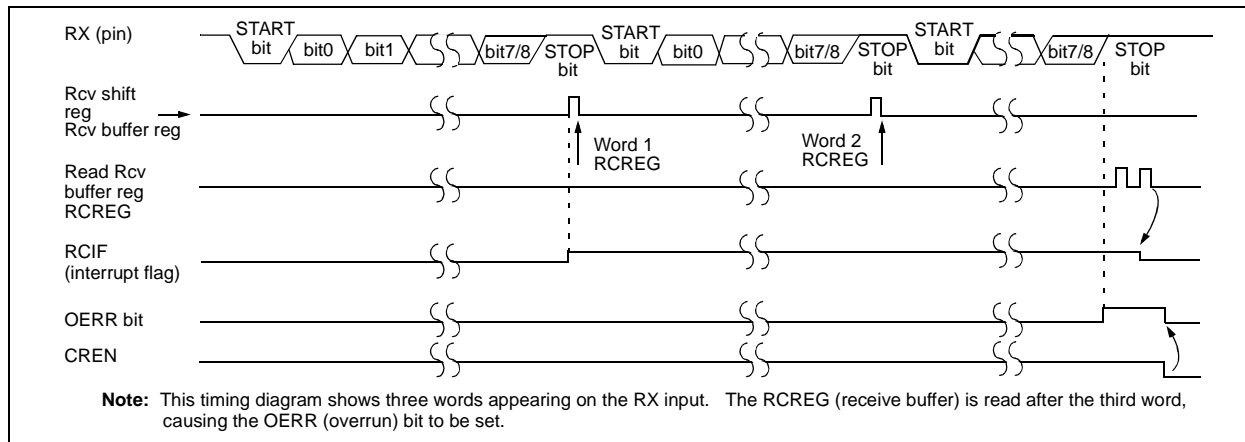 RX (pin)
START bit
bit0
bit1
bit7/8
STOP bit
START bit
bit0
bit7/8
STOP bit
START bit
bit7/8
STOP bit
Rcv shift
reg
Rcv buffer reg
Word 1
RCREG
Word 2
RCREG
Read Rcv
buffer reg
RCREG
RCIF
(interrupt flag)
OERR bit
CREN
Note: This timing diagram shows three words appearing on the RX input. The RCREG (receive buffer) is read after the third word,
causing the OERR (overrun) bit to be set.